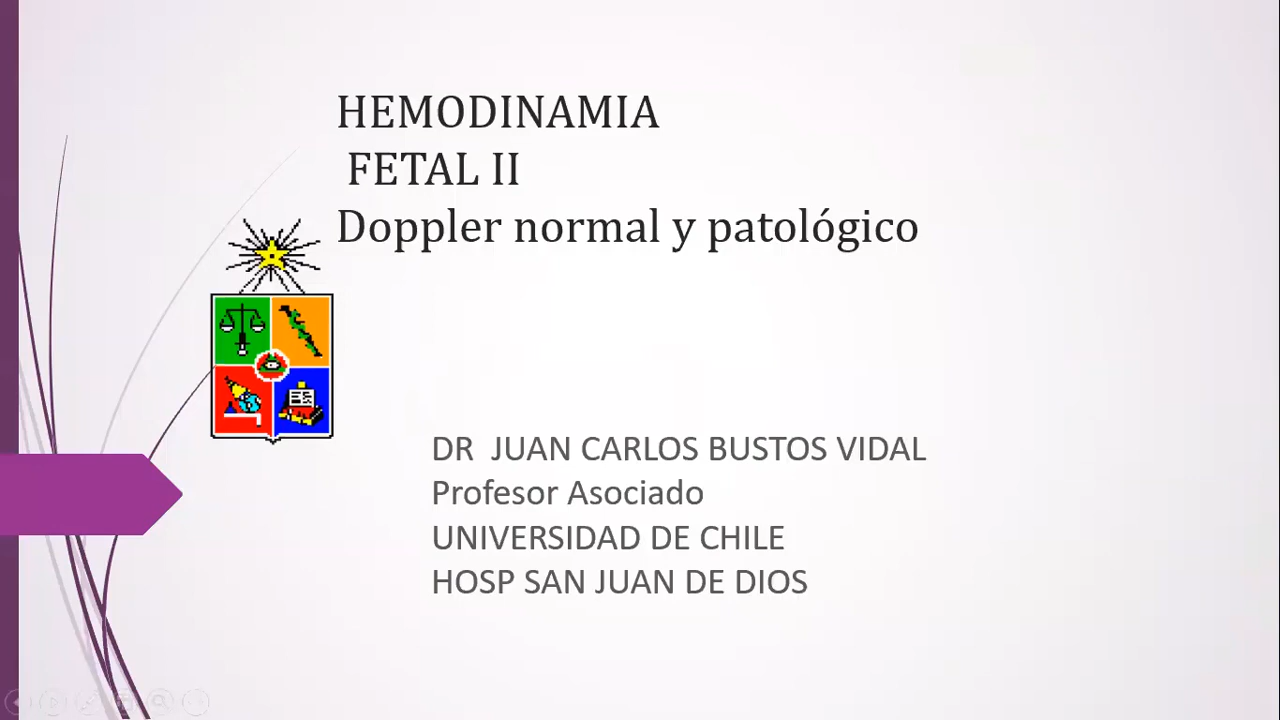 HEMODINAMIA
FETAL II
Doppler normal y patológico
DR JUAN CARLOS BUSTOS VIDAL
Profesor Asociado
UNIVERSIDAD DE CHILE
HOSP SAN JUAN DE DIOS